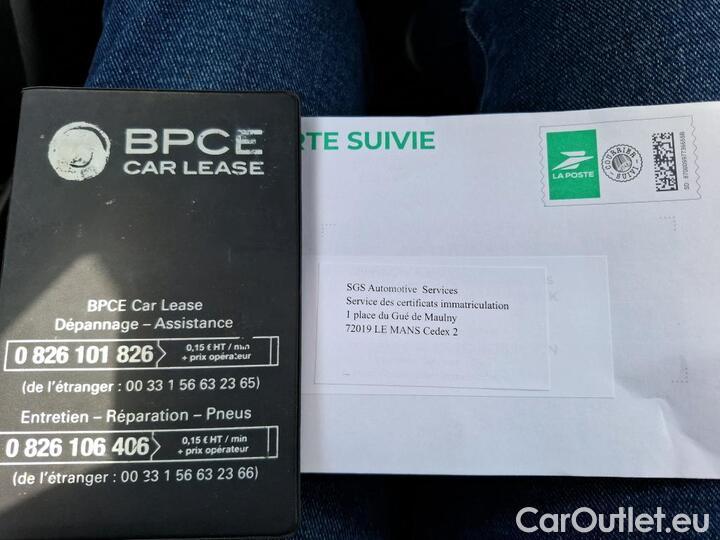 BPCE
CAR LEASE
BPCE Car Lease
Dépannage – Assistance
0 826 101 826
0,15 € HT / min
+ prix opérateur
(de l'étranger : 00 33 1 56 63 23 65)
Entretien – Réparation – Pneus
0 826 106 406
0,15 € HT / min
+ prix opérateur
(de l'étranger : 00 33 1 56 63 23 66)
RTE SUIVIE
LA POSTE
COURRIER
SUIVI
SGS Automotive Services
Service des certificats immatriculation
1 place du Gué de Maulny
72019 LE MANS Cedex 2
CarOutlet.eu